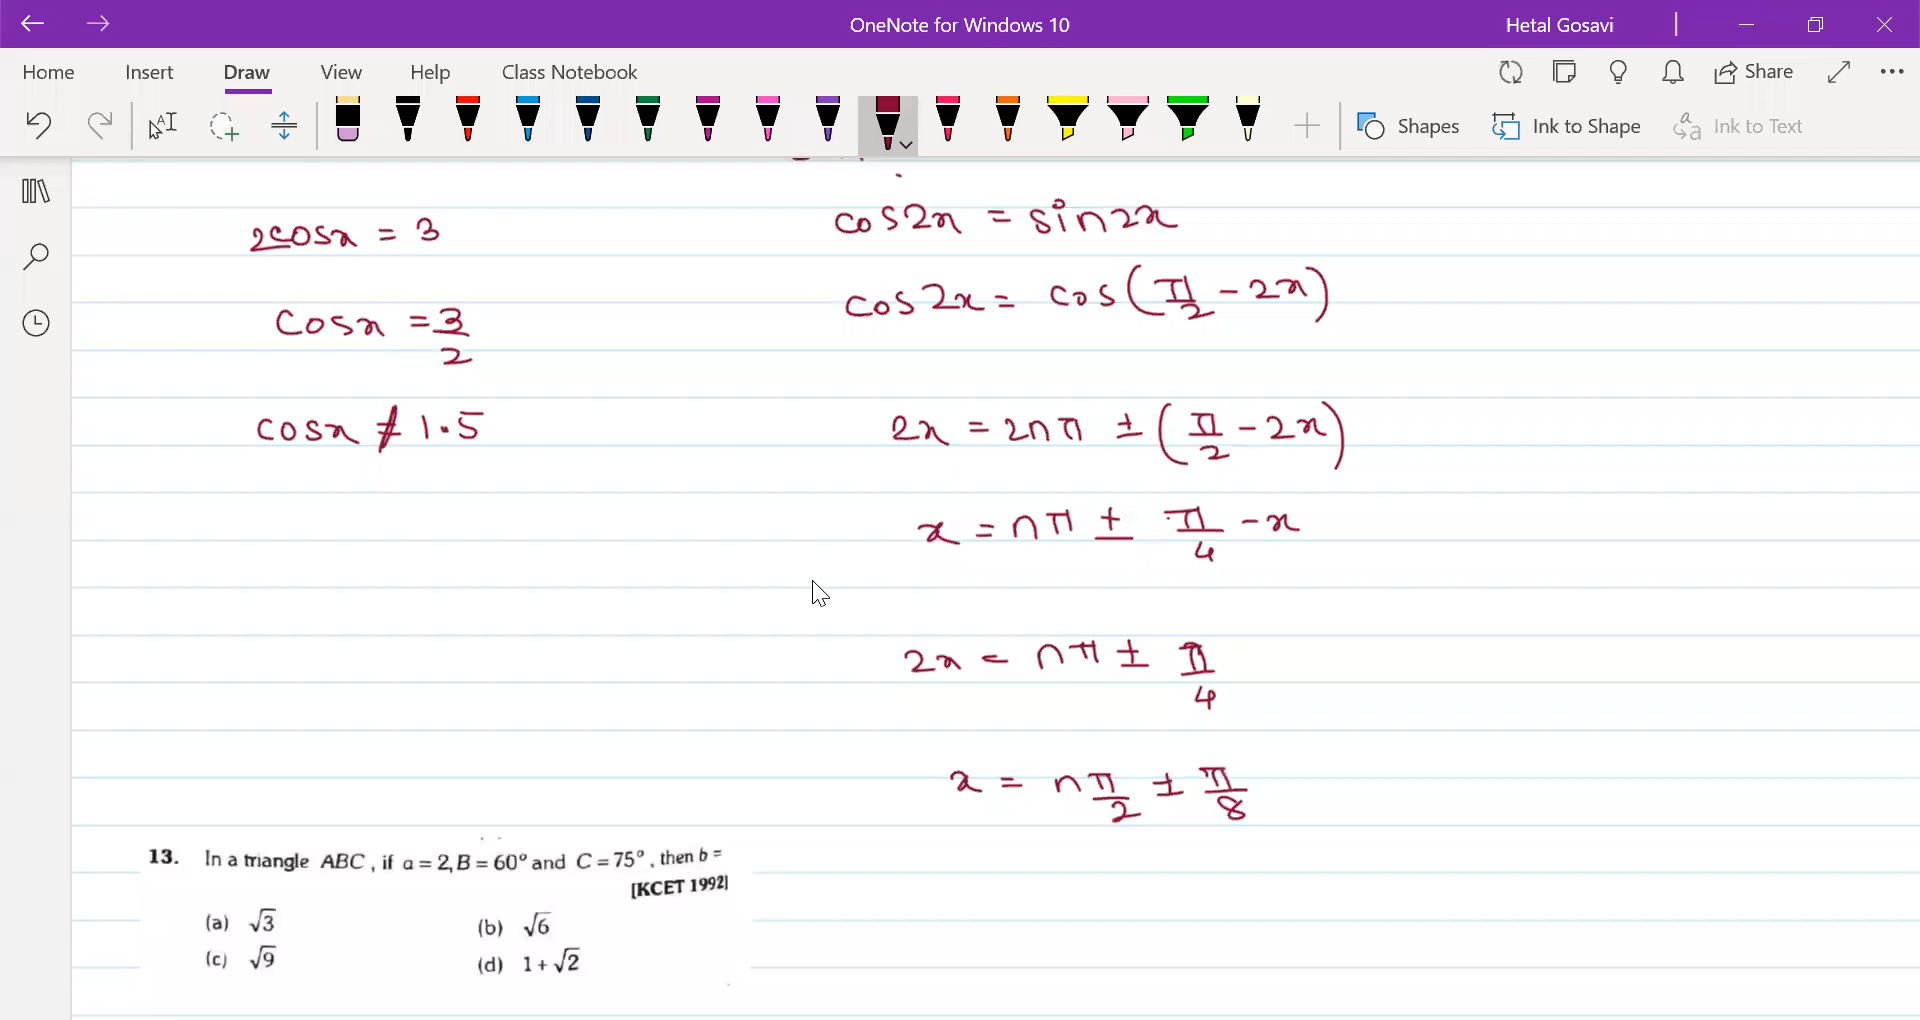 OneNote for Windows 10
Hetal Gosavi
Home Insert Draw View Help Class Notebook
Share
Shapes Ink to Shape Ink to Text
2cosx = 3
cosx = 3/2
cosx ≠ 1.5
cos2x = sin2x
cos2x = cos(π/2 - 2x)
2x = 2nπ ± (π/2 - 2x)
x = nπ ± π/4 - x
2x = nπ ± π/4
x = nπ/2 ± π/8
13. In a triangle ABC, if a = 2, B = 60° and C = 75°, then b =
[KCET 1992]
(a) √3 (b) √6
(c) √9 (d) 1+√2